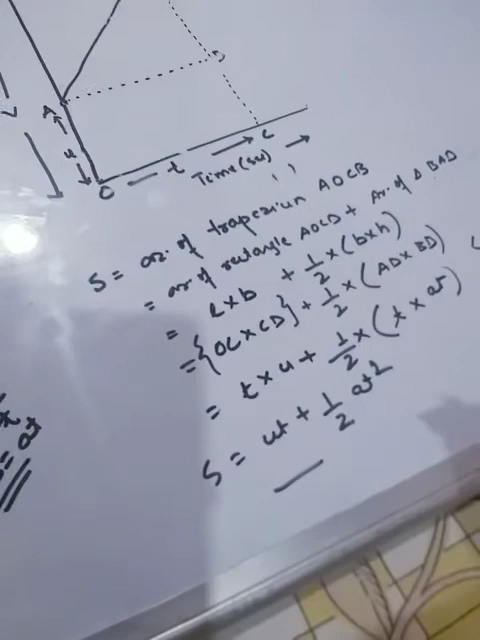 A
V
u
D
O
t
C
Time(sec)
S = ar. of trapezium AOCB
= ar of rectangle AOCD + Ar. of Δ BAD
= l×b + 1/2 ×(b×h)
= {OC×CD} + 1/2 ×(AD×BD)
= t×u + 1/2 ×(t×at)
S = ut + 1/2 at²
= at